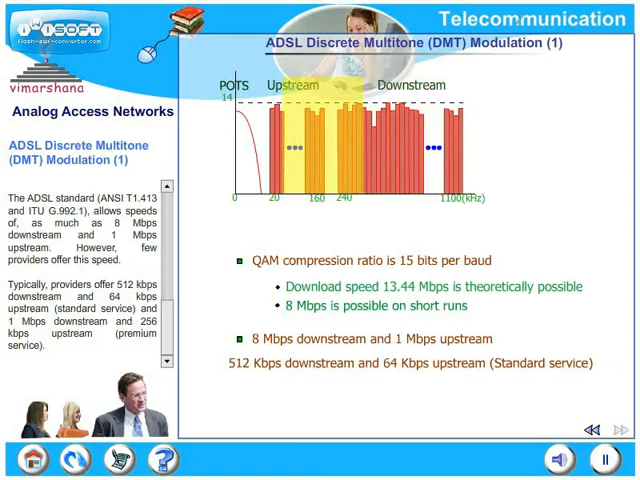 Telecommunication
iWiSOFT
flash-swf-converter.com
vimarshana
Analog Access Networks
ADSL Discrete Multitone
(DMT) Modulation (1)
The ADSL standard (ANSI T1.413
and ITU G.992.1), allows speeds
of, as much as 8 Mbps
downstream and 1 Mbps
upstream. However, few
providers offer this speed.
Typically, providers offer 512 kbps
downstream and 64 kbps
upstream (standard service) and
1 Mbps downstream and 256
kbps upstream (premium
service).
ADSL Discrete Multitone (DMT) Modulation (1)
POTS Upstream Downstream
14
0 20 160 240 1100(kHz)
QAM compression ratio is 15 bits per baud
Download speed 13.44 Mbps is theoretically possible
8 Mbps is possible on short runs
8 Mbps downstream and 1 Mbps upstream
512 Kbps downstream and 64 Kbps upstream (Standard service)